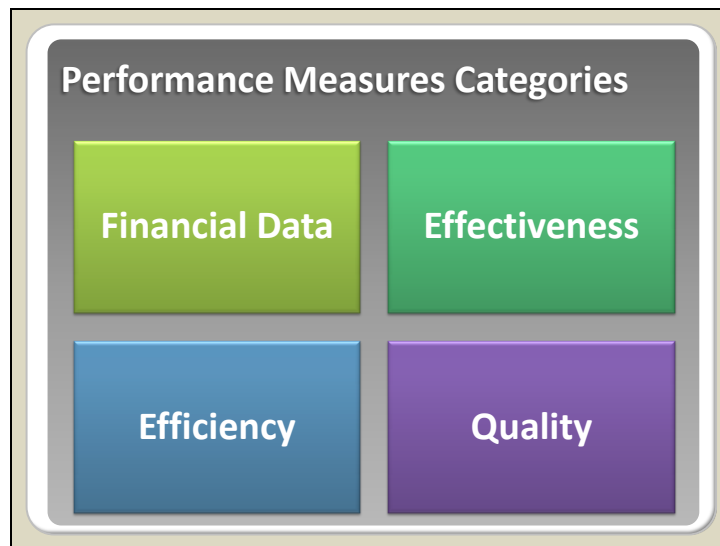 Performance Measures Categories
Financial Data
Effectiveness
Efficiency
Quality